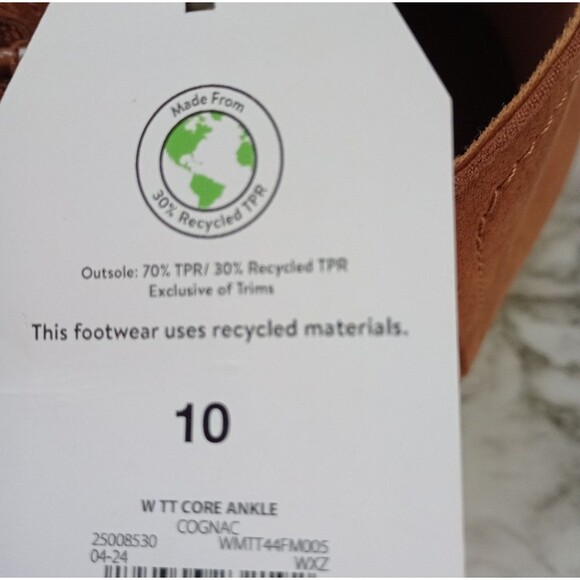 Made From
30% Recycled TPR
Outsole: 70% TPR/ 30% Recycled TPR
Exclusive of Trims
This footwear uses recycled materials.
10
W TT CORE ANKLE
COGNAC
25008530 WMTT44FM005
04-24 WXZ